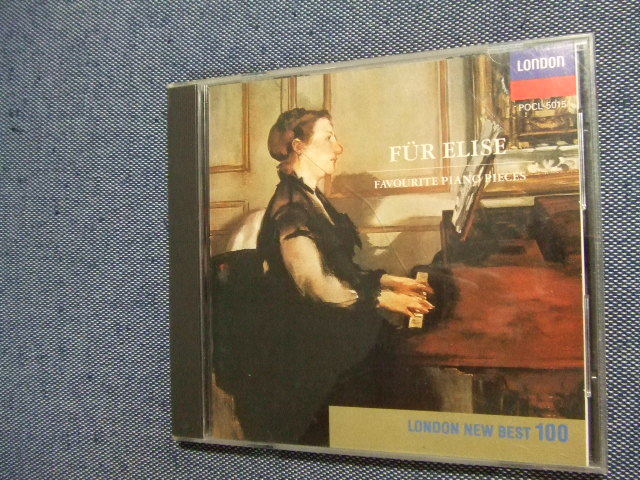 LONDON
POCL-5015
FÜR ELISE
FAVOURITE PIANO PIECES
LONDON NEW BEST 100